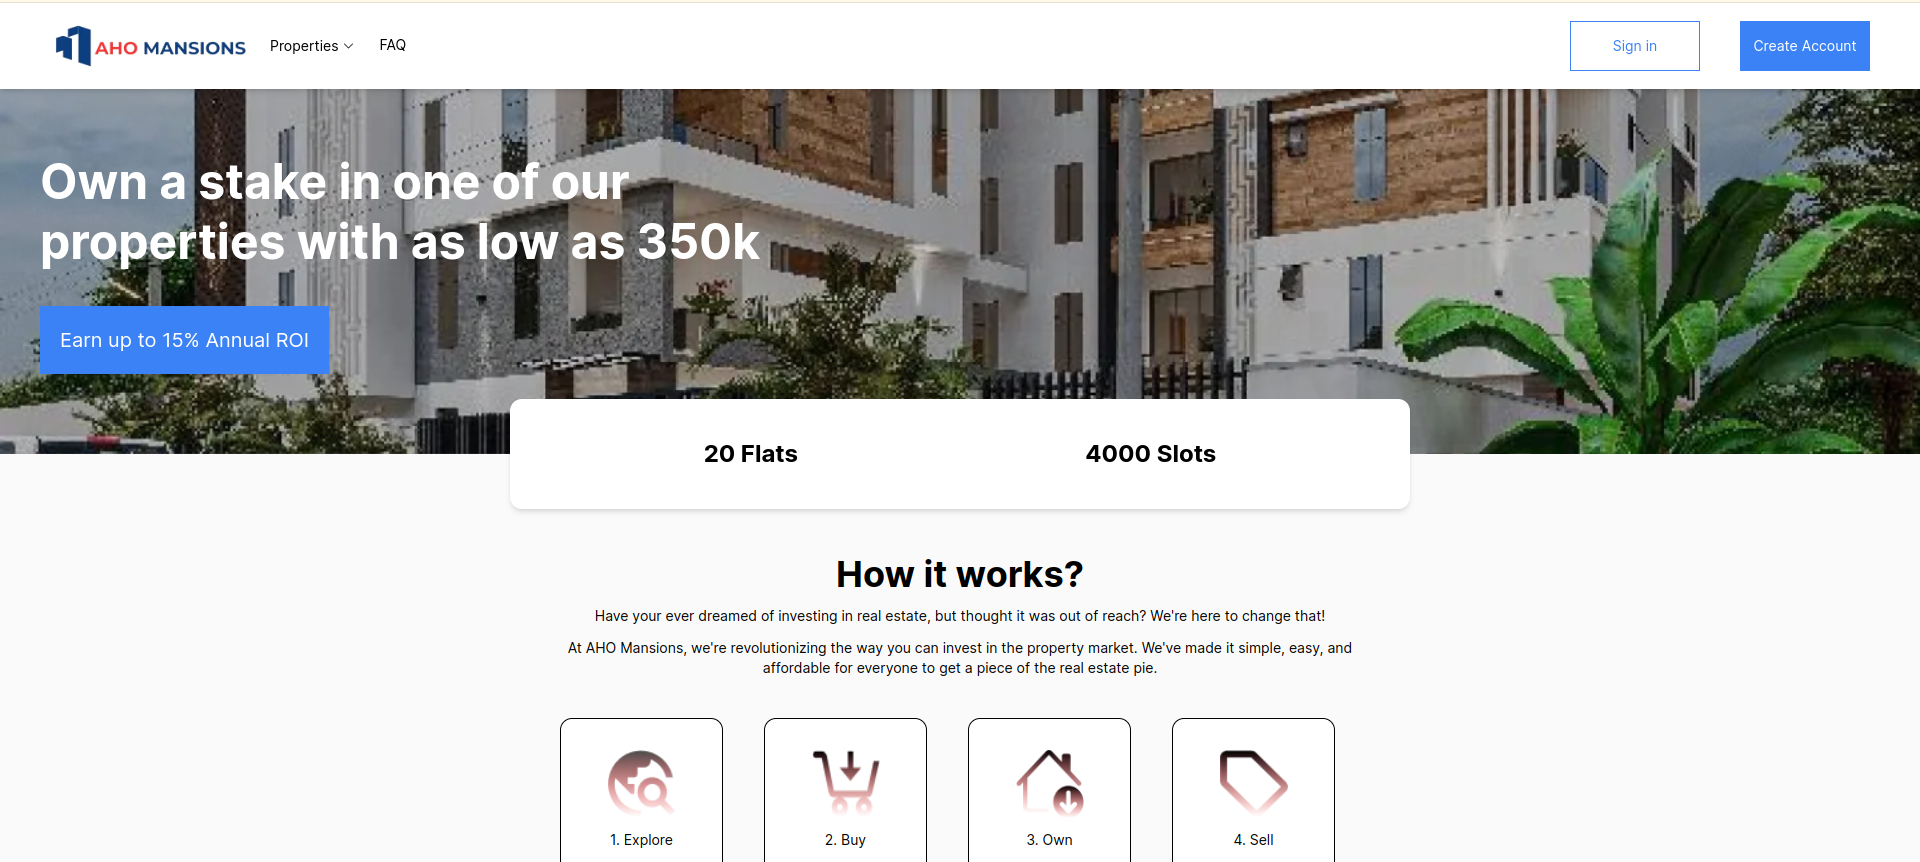 AHO MANSIONS
Properties
FAQ
Sign in
Create Account
Own a stake in one of our
properties with as low as 350k
Earn up to 15% Annual ROI
20 Flats
4000 Slots
How it works?
Have your ever dreamed of investing in real estate, but thought it was out of reach? We're here to change that!
At AHO Mansions, we're revolutionizing the way you can invest in the property market. We've made it simple, easy, and
affordable for everyone to get a piece of the real estate pie.
1. Explore
2. Buy
3. Own
4. Sell